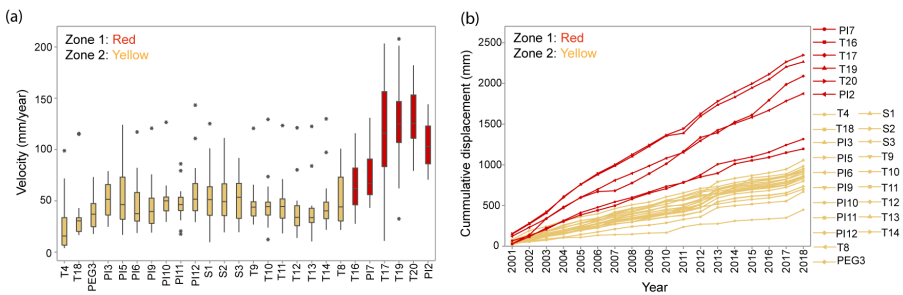 (a)
Zone 1: Red
Zone 2: Yellow
Velocity (mm/year)
200
150
100
50
0
T4 T18 PEG3 PI3 PI5 PI6 PI9 PI10 PI11 PI12 S1 S2 S3 T9 T10 T11 T12 T13 T14 T8 T16 PI7 T17 T19 T20 PI2
(b)
Zone 1: Red
Zone 2: Yellow
Cummulative displacement (mm)
2500
2000
1500
1000
500
0
2001 2002 2003 2004 2005 2006 2007 2008 2009 2010 2011 2012 2013 2014 2015 2016 2017 2018
Year
PI7
T16
T17
T19
T20
PI2
T4 S1
T18 S2
PI3 S3
PI5 T9
PI6 T10
PI9 T11
PI10 T12
PI11 T13
PI12 T14
T8
PEG3